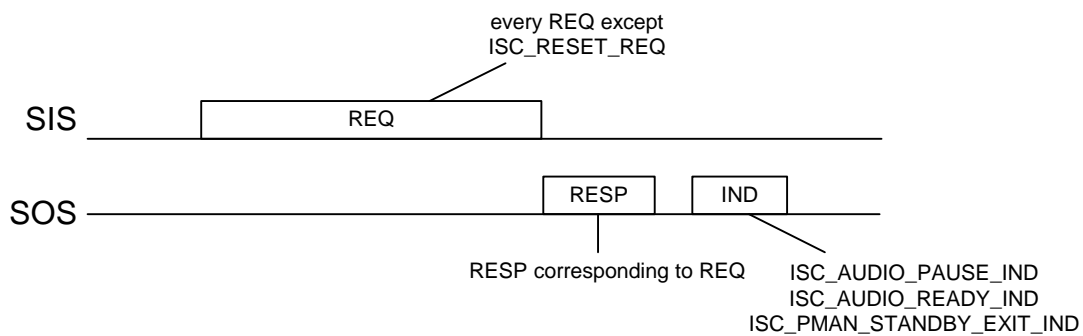 every REQ except
ISC_RESET_REQ
SIS
REQ
SOS
RESP
IND
RESP corresponding to REQ
ISC_AUDIO_PAUSE_IND
ISC_AUDIO_READY_IND
ISC_PMAN_STANDBY_EXIT_IND